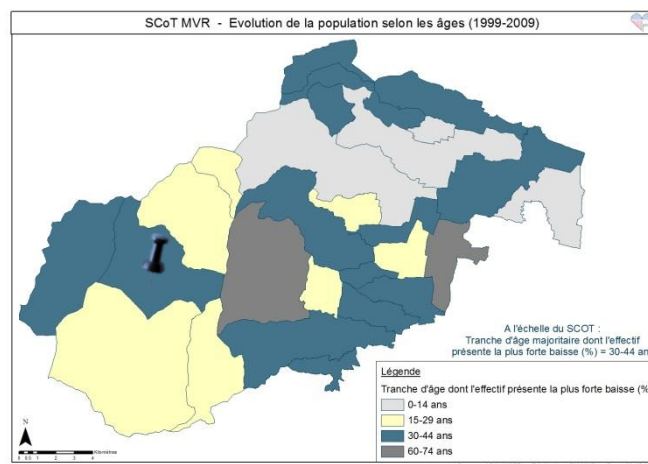 SCoT MVR - Evolution de la population selon les âges (1999-2009)
A l'échelle du SCOT :
Tranche d'âge majoritaire dont l'effectif
présente la plus forte baisse (%) = 30-44 an
Légende
Tranche d'âge dont l'effectif présente la plus forte baisse (%
0-14 ans
15-29 ans
30-44 ans
60-74 ans
N
Kilomètres